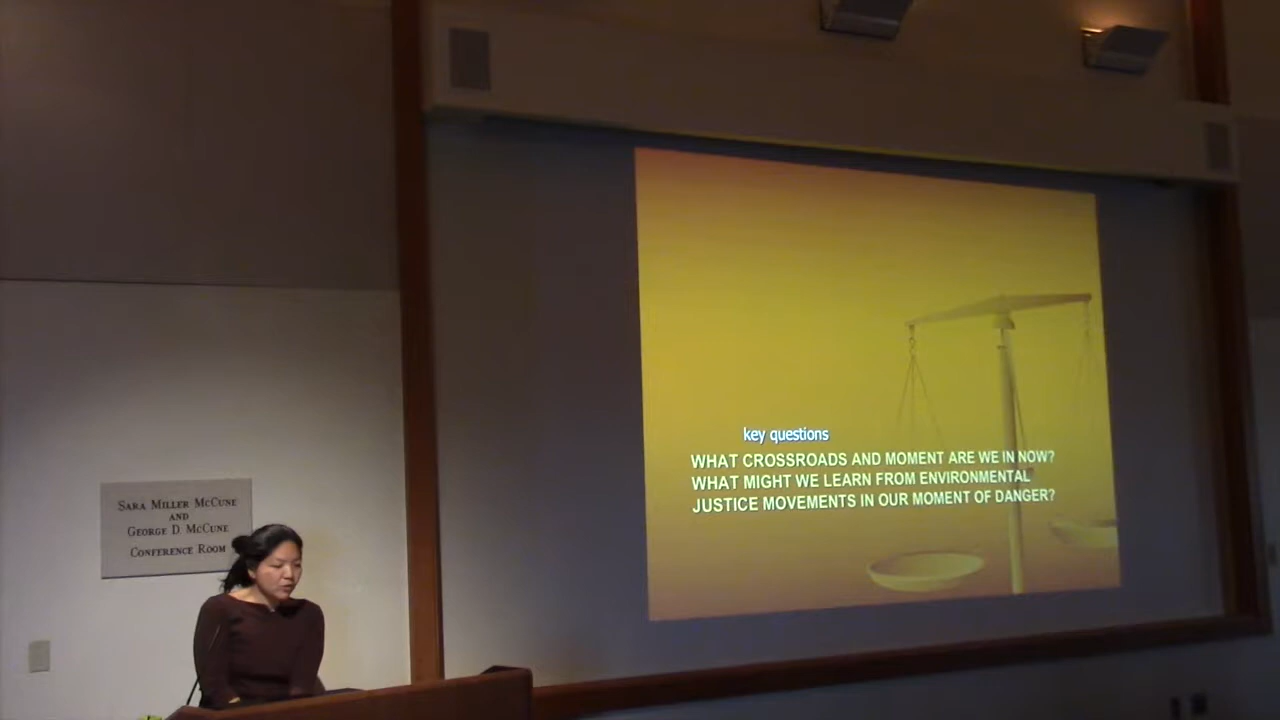 SARA MILLER MCCUNE
AND
GEORGE D MCCUNE
CONFERENCE ROOM
key questions
WHAT CROSSROADS AND MOMENT ARE WE IN NOW?
WHAT MIGHT WE LEARN FROM ENVIRONMENTAL
JUSTICE MOVEMENTS IN OUR MOMENT OF DANGER?